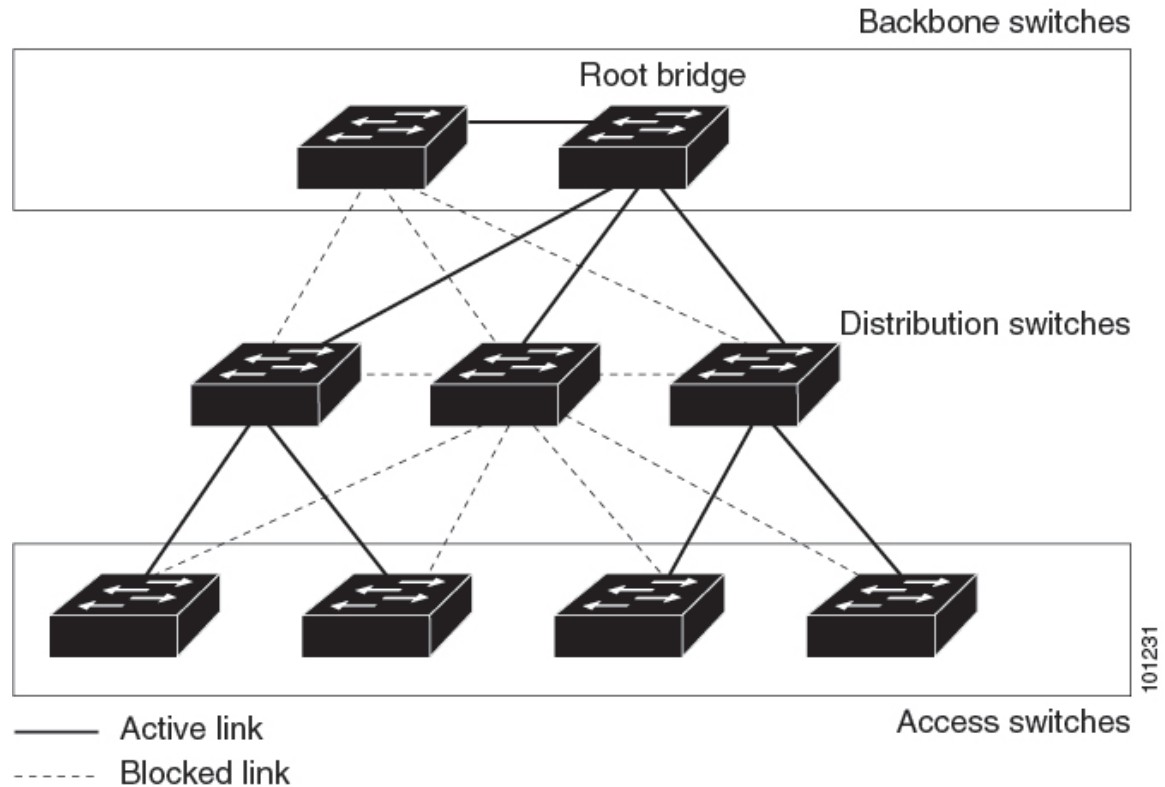 Backbone switches
Root bridge
Distribution switches
101231
Access switches
Active link
Blocked link